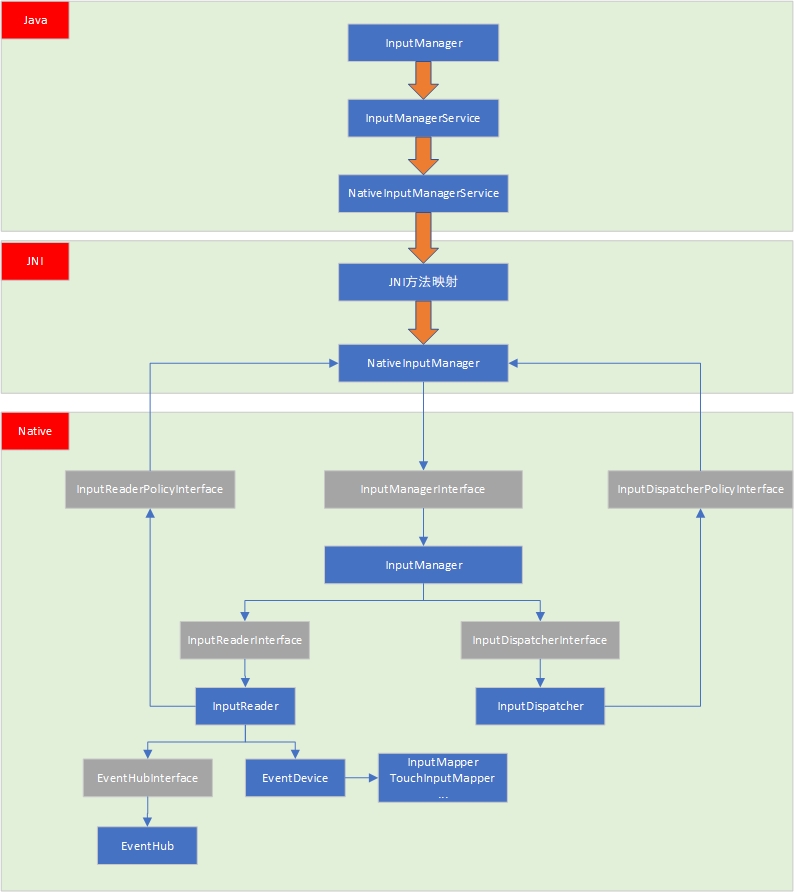 Java
InputManager
InputManagerService
NativeInputManagerService
JNI
JNI方法映射
NativeInputManager
Native
InputReaderPolicyInterface
InputManagerInterface
InputDispatcherPolicyInterface
InputManager
InputReaderInterface
InputDispatcherInterface
InputReader
InputDispatcher
EventHubInterface
EventDevice
InputMapper
TouchInputMapper
...
EventHub